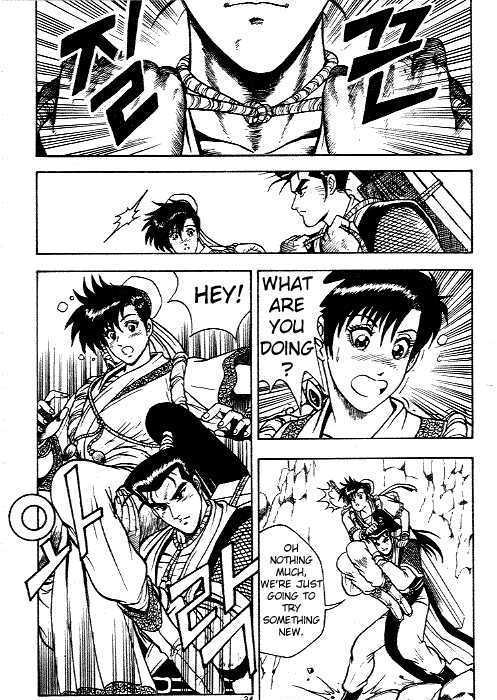 질끈
HEY!
WHAT
ARE
YOU
DOING
?
와
락
OH
NOTHING
MUCH,
WE'RE JUST
GOING TO
TRY
SOMETHING
NEW.